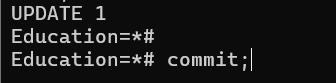 UPDATE 1
Education=*#
Education=*# commit;